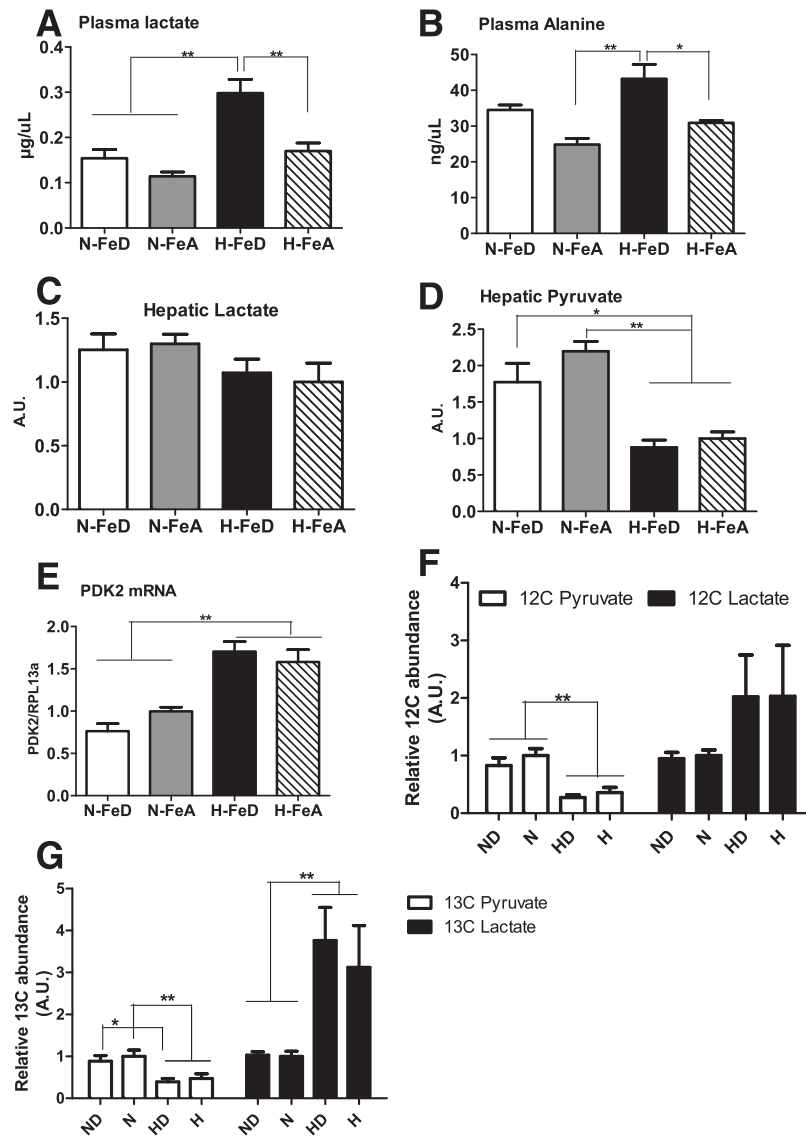 A Plasma lactate
0.4
0.3
0.2
0.1
0.0
µg/uL
** **
N-FeD N-FeA H-FeD H-FeA
B Plasma Alanine
50
40
30
20
10
0
ng/uL
** *
N-FeD N-FeA H-FeD H-FeA
C Hepatic Lactate
1.5
1.0
0.5
0.0
A.U.
N-FeD N-FeA H-FeD H-FeA
D Hepatic Pyruvate
2.5
2.0
1.5
1.0
0.5
0.0
A.U.
*
**
N-FeD N-FeA H-FeD H-FeA
E PDK2 mRNA
2.0
1.5
1.0
0.5
0.0
PDK2/RPL13a
**
N-FeD N-FeA H-FeD H-FeA
F
4
3
2
1
0
Relative 12C abundance
(A.U.)
12C Pyruvate 12C Lactate
**
ND N HD H ND N HD H
G
5
4
3
2
1
0
Relative 13C abundance
(A.U.)
13C Pyruvate
13C Lactate
**
**
*
ND N HD H ND N HD H